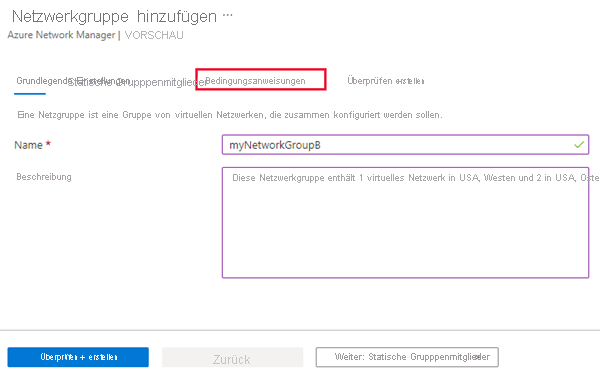 Netzwerkgruppe hinzufügen ···
Azure Network Manager | VORSCHAU
Grundlegende Einstellungen Statische Grupppenmitglieder Bedingungsanweisungen Überprüfen + erstellen
Eine Netzgruppe ist eine Gruppe von virtuellen Netzwerken, die zusammen konfiguriert werden sollen.
Name * myNetworkGroupB
Beschreibung Diese Netzwerkgruppe enthält 1 virtuelles Netzwerk in USA, Westen und 2 in USA, Oste
Überprüfen + erstellen Zurück Weiter: Statische Grupppenmitglieder >